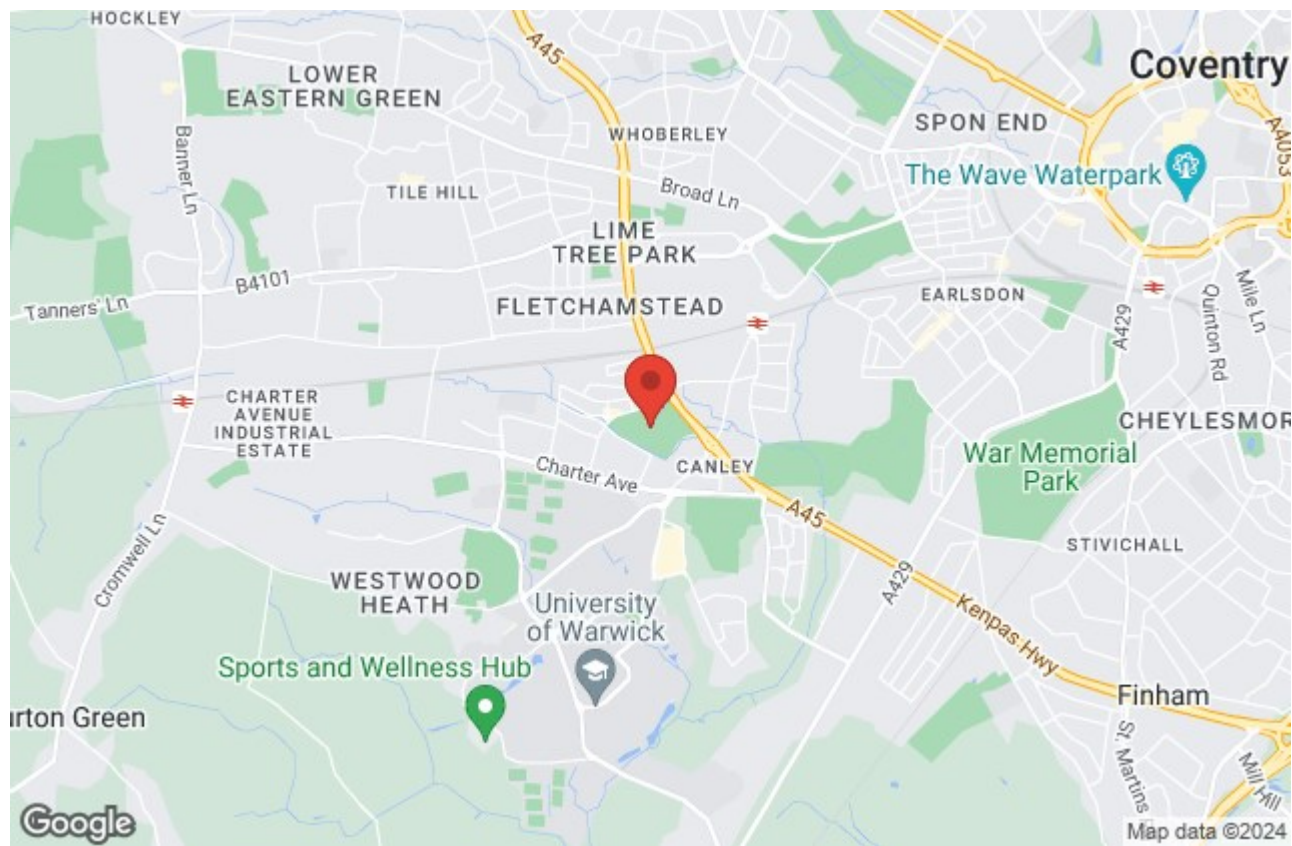 HOCKLEY
A45
LOWER
EASTERN GREEN
Coventry
SPON END
WHOBERLEY
A4053
Banner Ln
TILE HILL
Broad Ln
The Wave Waterpark
LIME
TREE PARK
B4101
Tanners' Ln
EARLSDON
FLETCHAMSTEAD
A429
Quinton Rd
Mile Ln
CHARTER
AVENUE
INDUSTRIAL
ESTATE
CHEYLESMOR
War Memorial
Park
CANLEY
Charter Ave
A45
Cromwell Ln
STIVICHALL
WESTWOOD
HEATH
A429
University
of Warwick
Kenpas Hwy
Sports and Wellness Hub
Finham
urton Green
St. Martins
Mill Hill
Google
Map data ©2024